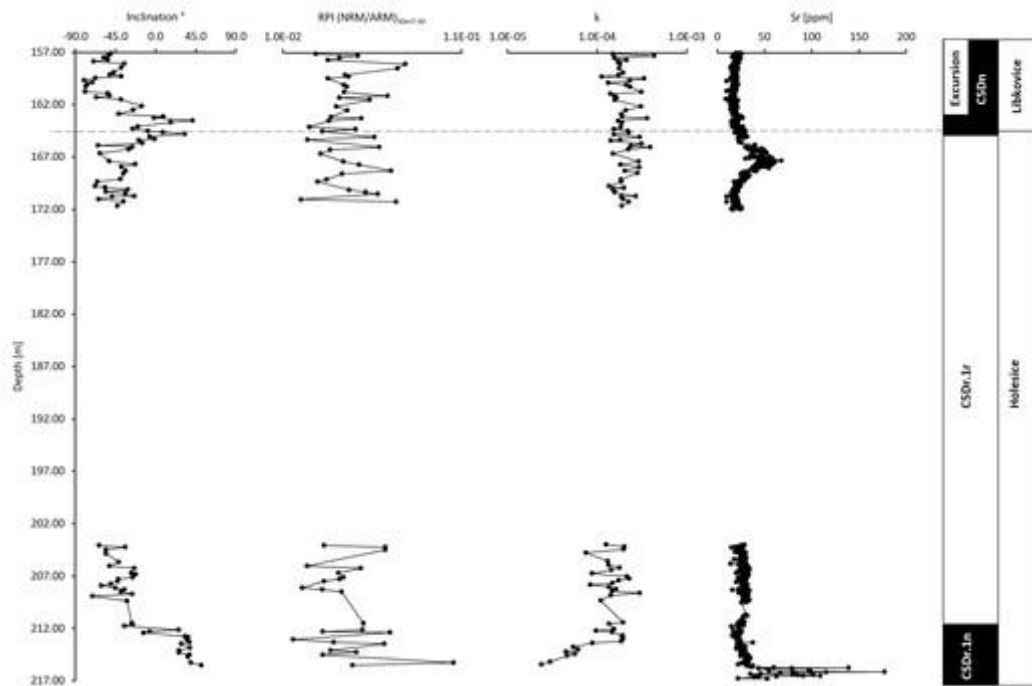 Inclination °
RPI (NRM/ARM)
k
Sr [ppm]
-90.0 -45.0 0.0 45.0 90.0
1.0E-02 1.1E-01
1.0E-05 1.0E-04 1.0E-03
0 50 100 150 200
Depth [m]
157.00
162.00
167.00
172.00
177.00
182.00
187.00
192.00
197.00
202.00
207.00
212.00
217.00
Excursion
C5Dn
Libkovice
C5Dr.1r
Holesice
C5Dr.1n